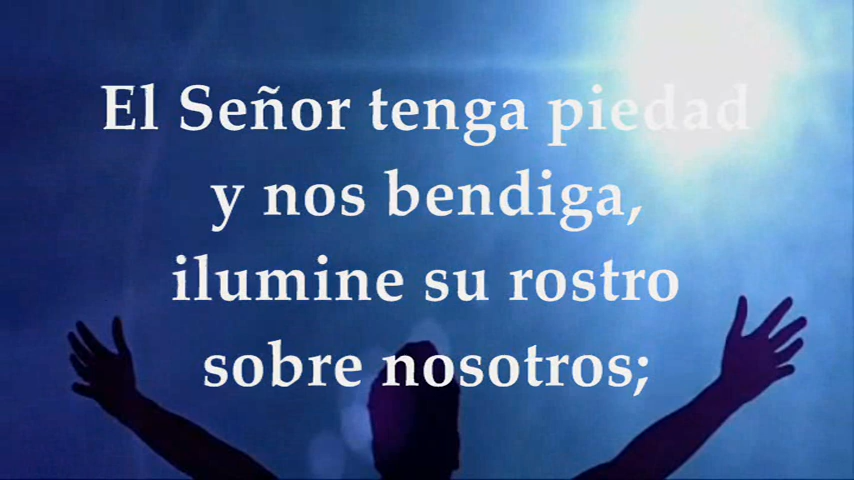 El Señor tenga piedad
y nos bendiga,
ilumine su rostro
sobre nosotros;